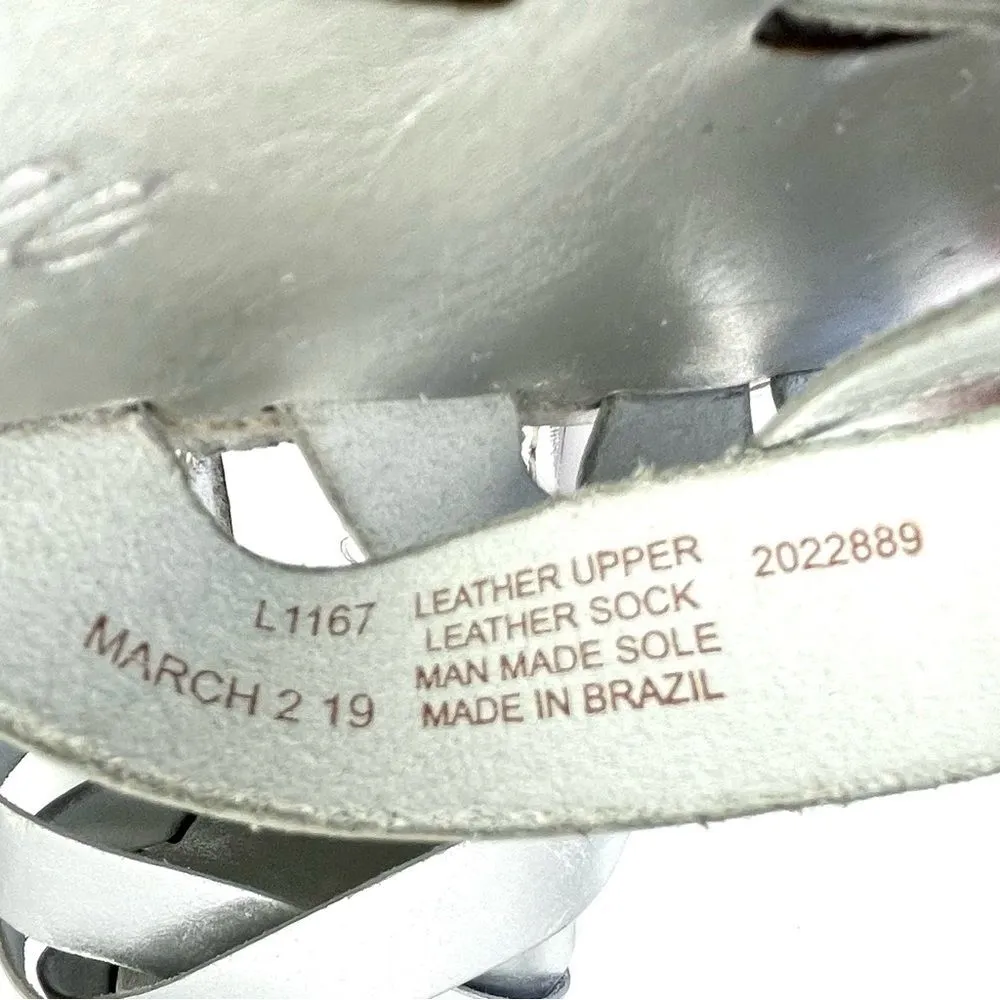 L1167
MARCH 2 19
LEATHER UPPER
LEATHER SOCK
MAN MADE SOLE
MADE IN BRAZIL
2022889